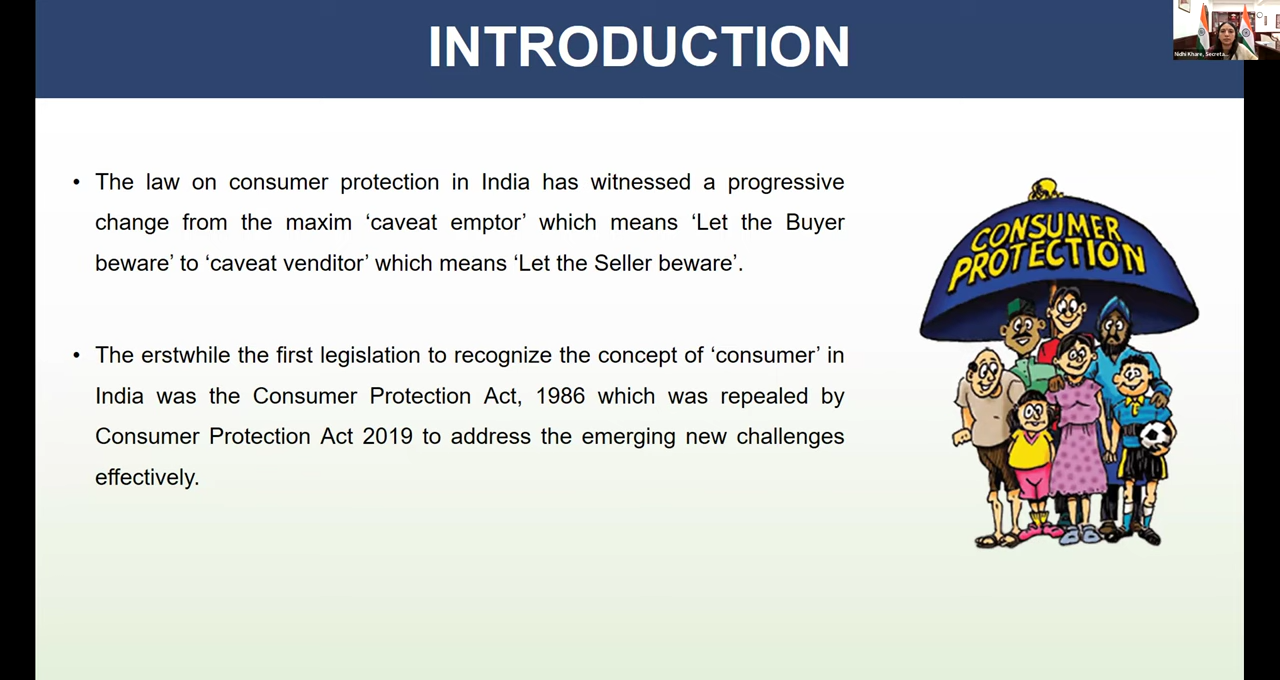 INTRODUCTION
Nidhi Khare, Secreta...
• The law on consumer protection in India has witnessed a progressive
change from the maxim ‘caveat emptor’ which means ‘Let the Buyer
beware’ to ‘caveat venditor’ which means ‘Let the Seller beware’.
• The erstwhile the first legislation to recognize the concept of ‘consumer’ in
India was the Consumer Protection Act, 1986 which was repealed by
Consumer Protection Act 2019 to address the emerging new challenges
effectively.
CONSUMER
PROTECTION